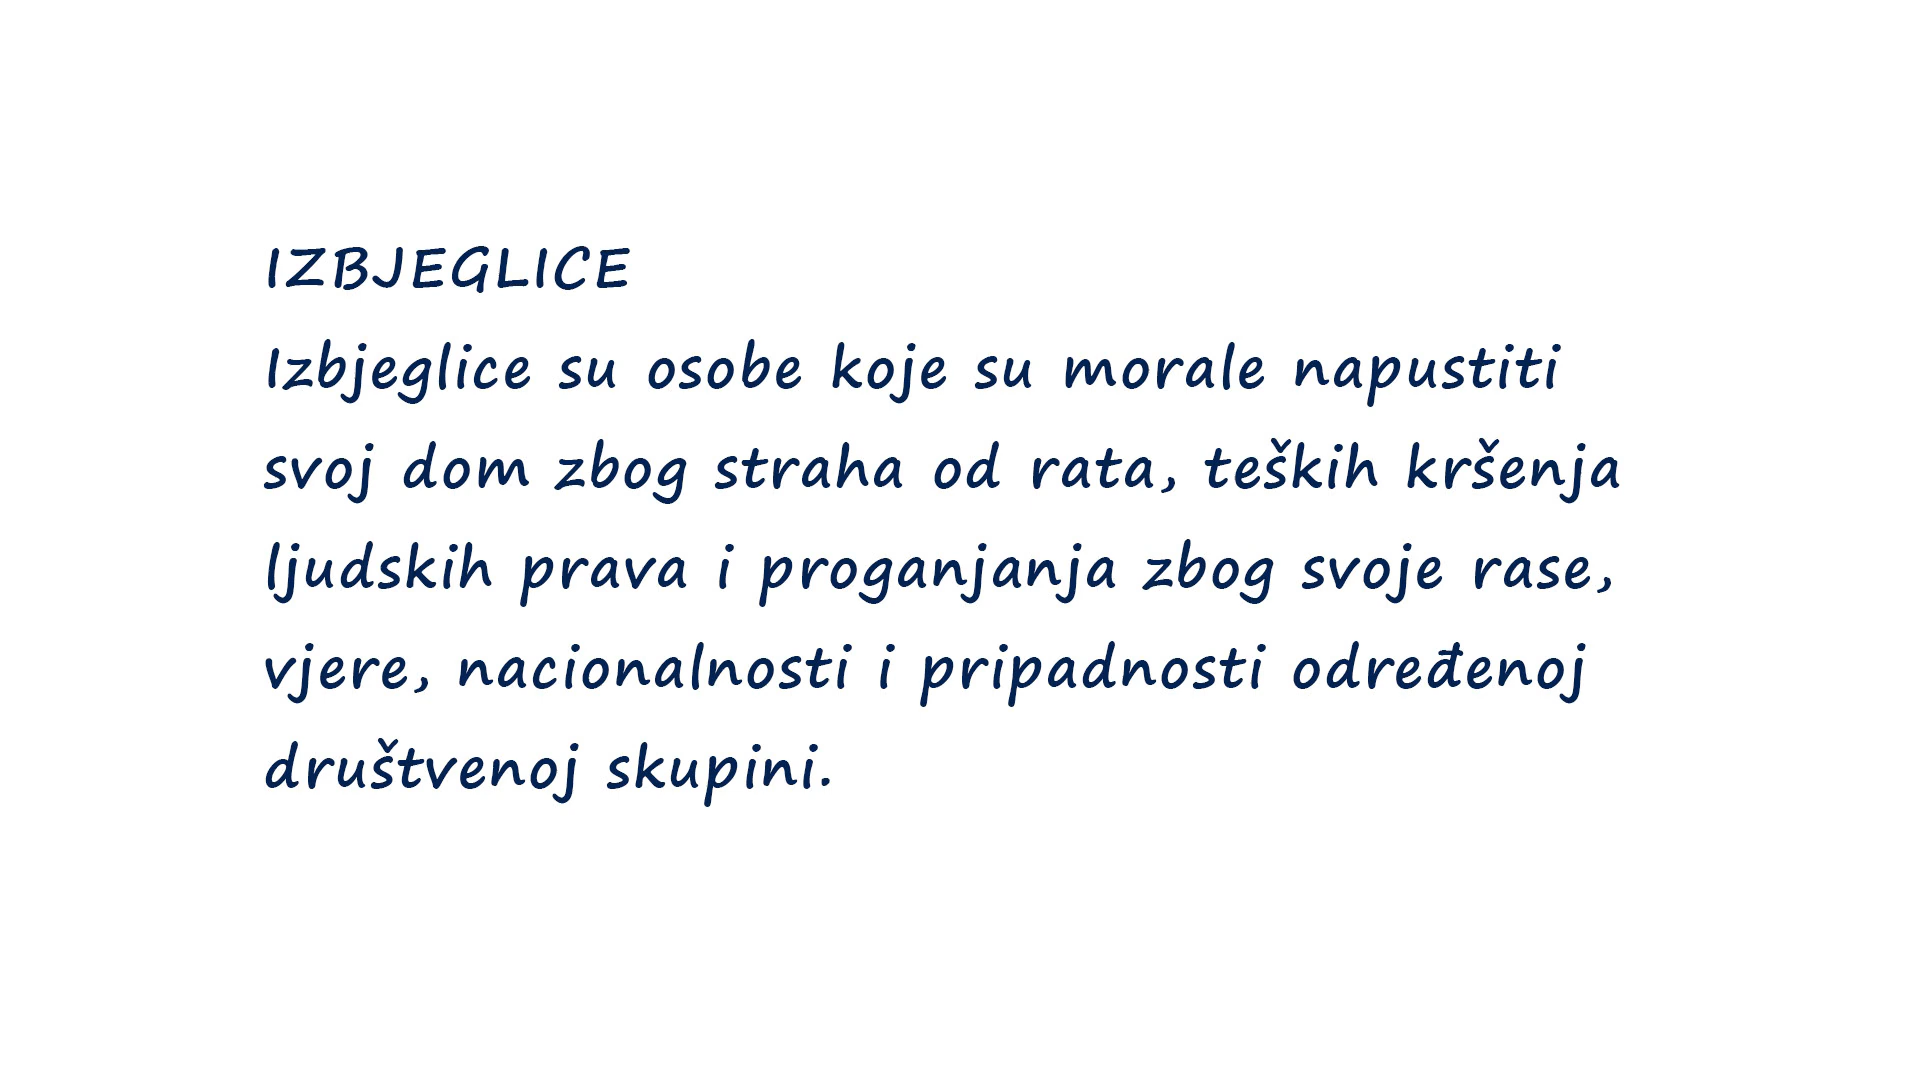 IZBJEGLICE
Izbjeglice su osobe koje su morale napustiti
svoj dom zbog straha od rata, teških kršenja
ljudskih prava i proganjanja zbog svoje rase,
vjere, nacionalnosti i pripadnosti određenoj
društvenoj skupini.